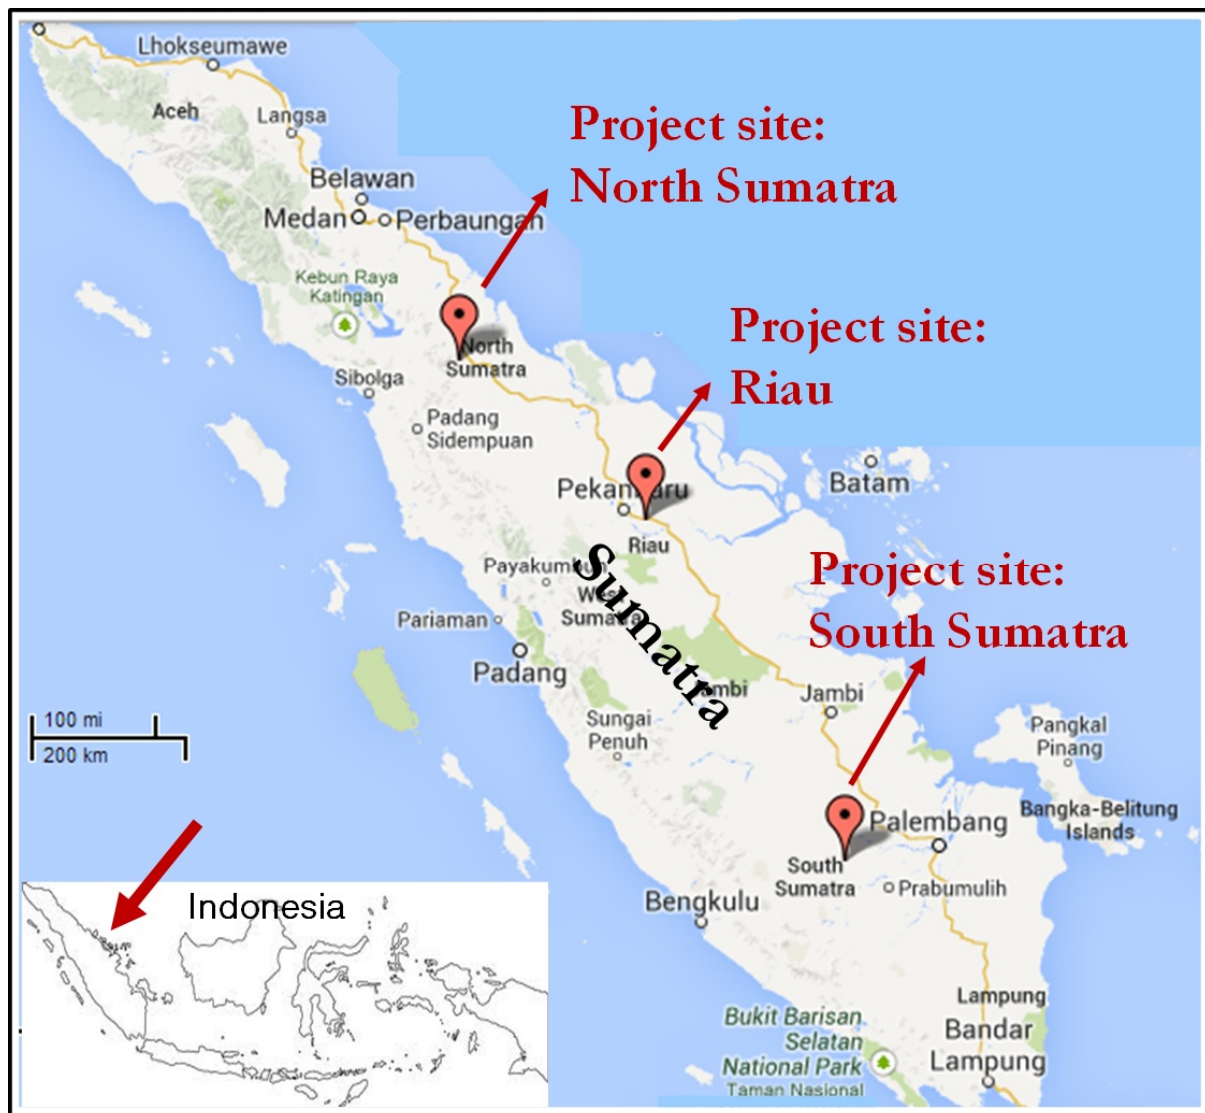 Lhokseumawe
Aceh
Langsa
Project site:
North Sumatra
Belawan
Medan
Perbaungan
Kebun Raya
Katingan
North
Sumatra
Project site:
Riau
Sibolga
Padang
Sidempuan
Batam
Riau
Project site:
South Sumatra
Sumatra
Pariaman
Padang
Jambi
Sungai
Penuh
100 mi
200 km
Pangkal
Pinang
Bangka-Belitung
Islands
Palembang
South
Sumatra
Prabumulih
Bengkulu
Indonesia
Lampung
Bandar
Lampung
Bukit Barisan
Selatan
National Park
Taman Nasional